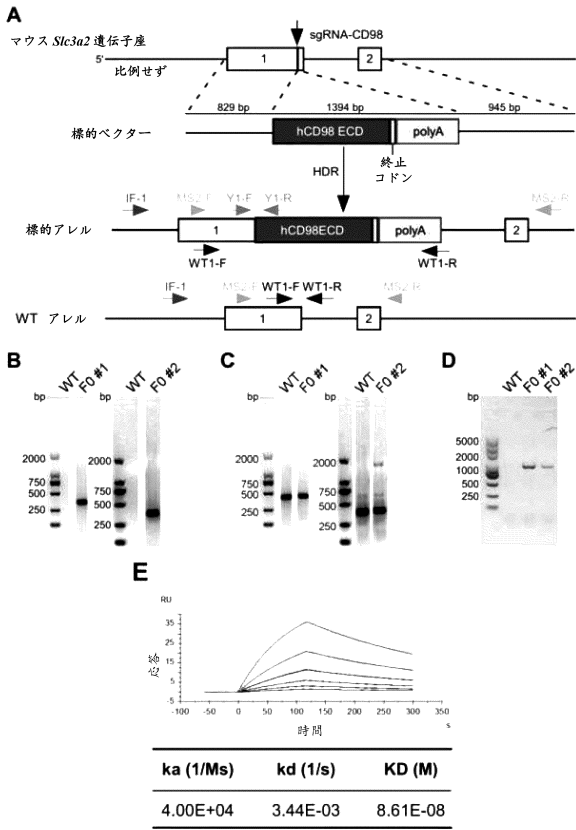 A
マウス Slc3a2 遺伝子座
sgRNA-CD98
5'
1
2
比例せず
829 bp
1394 bp
945 bp
標的ベクター
hCD98 ECD
polyA
終止
コドン
HDR
IF-1
MS2-F
Y1-F
Y1-R
MS2-R
標的アレル
1
hCD98ECD
polyA
2
WT1-F
WT1-R
IF-1
MS2-F
WT1-F
WT1-R
MS2-R
WT アレル
1
2
B
bp
WT
F0 #1
2000
750
500
250
bp
WT
F0 #2
2000
750
500
250
C
bp
WT
F0 #1
2000
750
500
250
bp
WT
F0 #2
2000
750
500
250
D
bp
WT
F0 #1
F0 #2
5000
2000
1000
500
250
E
RU
35
25
15
5
-5
応答
-100 -50 0 50 100 150 200 250 300 350
s
時間
ka (1/Ms) kd (1/s) KD (M)
4.00E+04 3.44E-03 8.61E-08